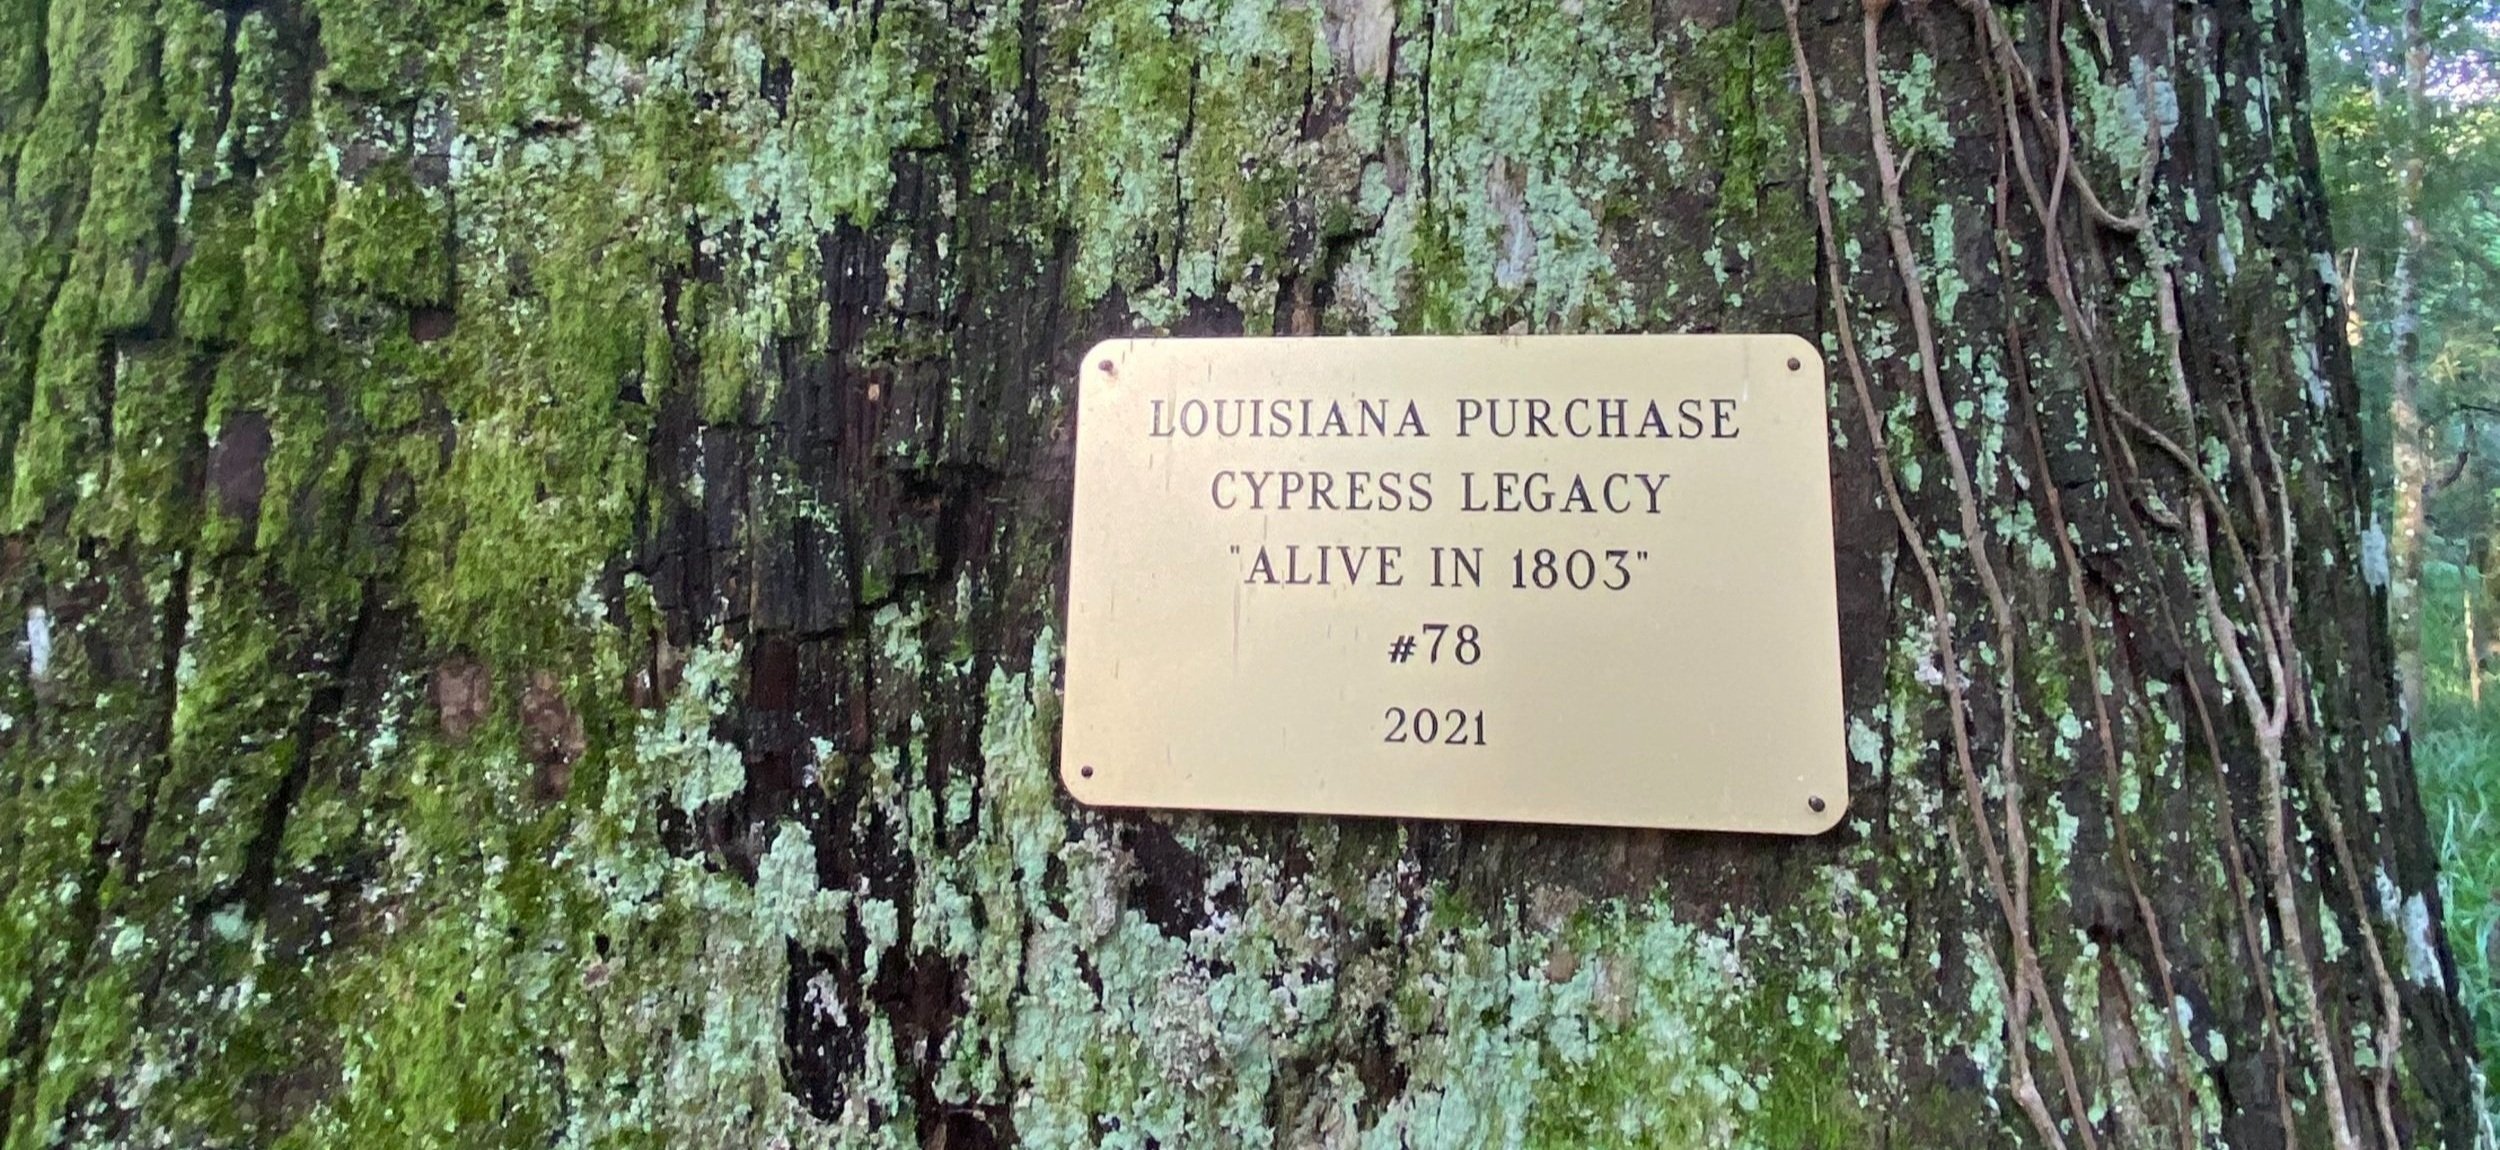 LOUISIANA PURCHASE
CYPRESS LEGACY
"ALIVE IN 1803"
#78
2021